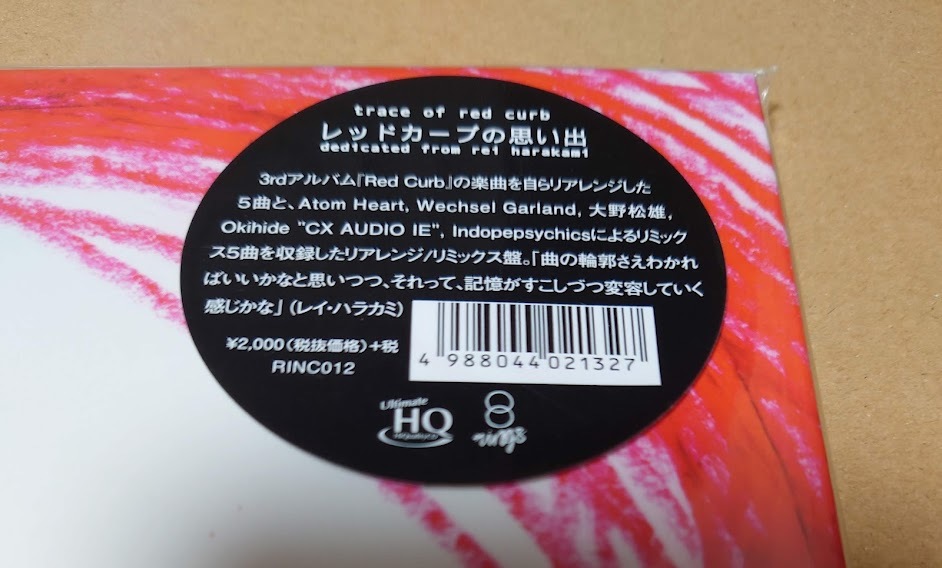 trace of red curb
レッドカーブの思い出
dedicated from rei harakami
3rdアルバム『Red Curb』の楽曲を自らリアレンジした
5曲と、Atom Heart, Wechsel Garland, 大野松雄,
Okihide "CX AUDIO IE", Indopepsychicsによるリミック
ス5曲を収録したリアレンジ/リミックス盤。「曲の輪郭さえわかれ
ばいいかなと思いつつ、それって、記憶がすこしづつ変容していく
感じかな」(レイ・ハラカミ)
¥2,000(税抜価格)+税
RINC012
4 988044 021327
Ultimate
HQ
HiQualityCD
rings